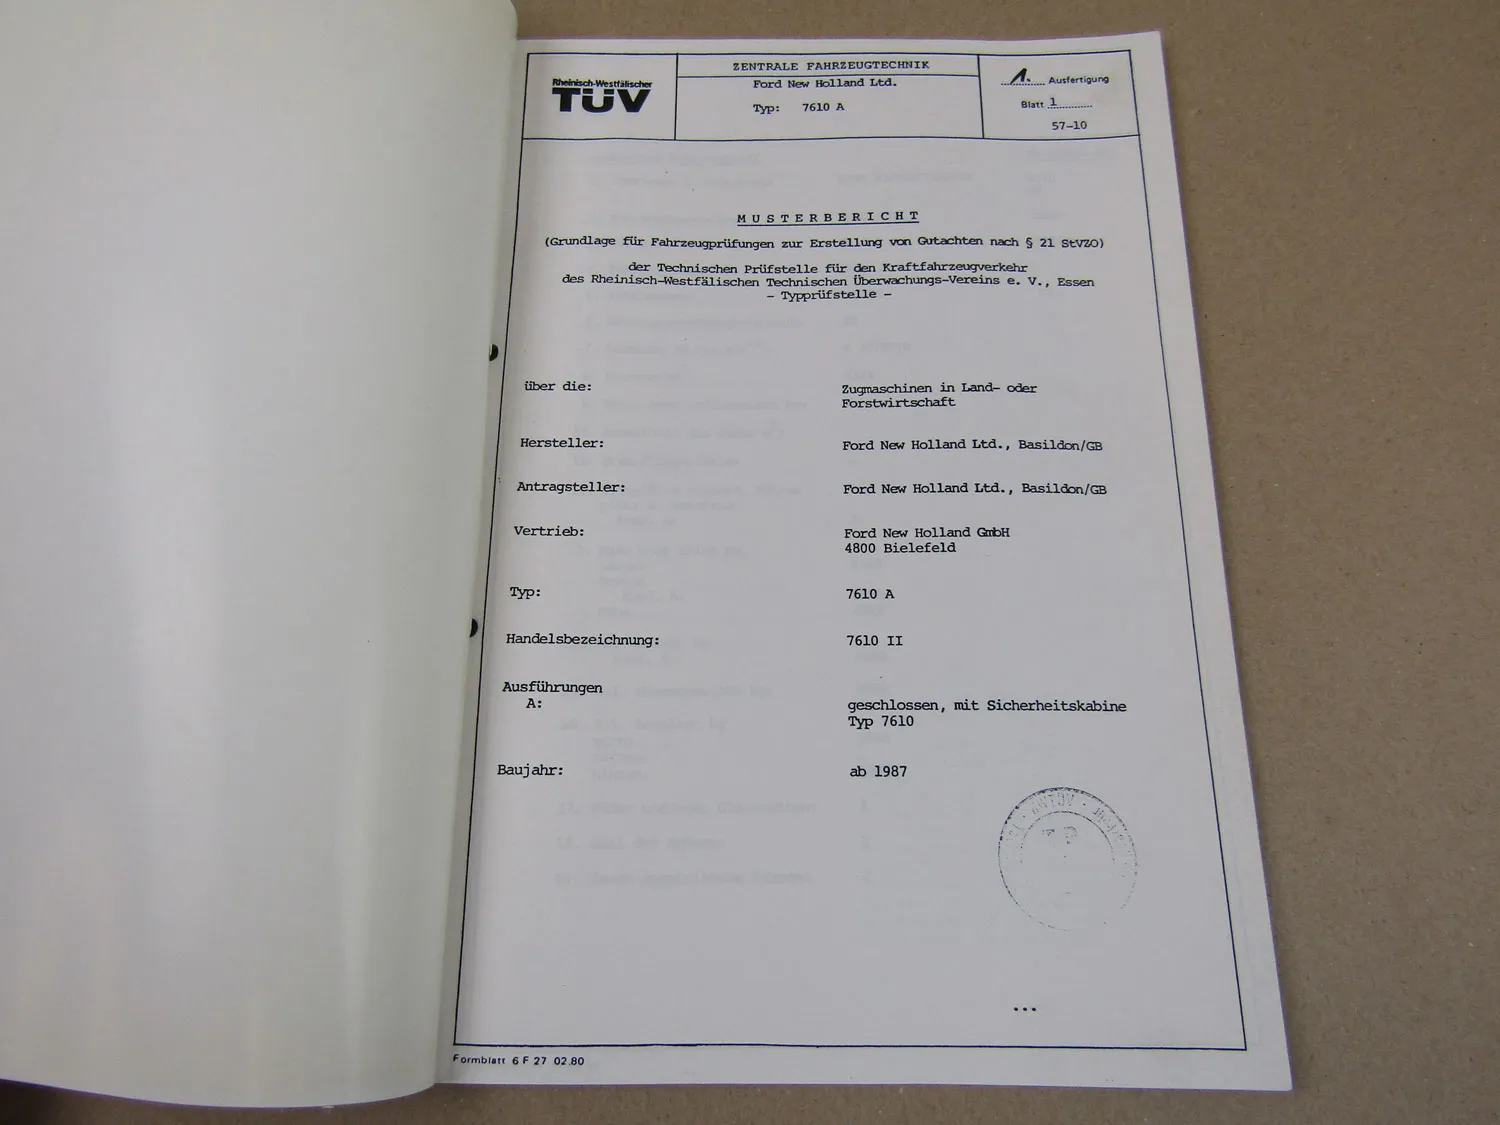 Rheinisch-Westfälischer
TÜV
ZENTRALE FAHRZEUGTECHNIK
Ford New Holland Ltd.
Typ: 7610 A
1. Ausfertigung
Blatt 1
57-10
MUSTERBERICHT
(Grundlage für Fahrzeugprüfungen zur Erstellung von Gutachten nach § 21 StVZO)
der Technischen Prüfstelle für den Kraftfahrzeugverkehr
des Rheinisch-Westfälischen Technischen Überwachungs-Vereins e. V., Essen
- Typprüfstelle -
über die: Zugmaschinen in Land- oder
Forstwirtschaft
Hersteller: Ford New Holland Ltd., Basildon/GB
Antragsteller: Ford New Holland Ltd., Basildon/GB
Vertrieb: Ford New Holland GmbH
4800 Bielefeld
Typ: 7610 A
Handelsbezeichnung: 7610 II
Ausführungen
A: geschlossen, mit Sicherheitskabine
Typ 7610
Baujahr: ab 1987
...
Formblatt 6 F 27 02.80